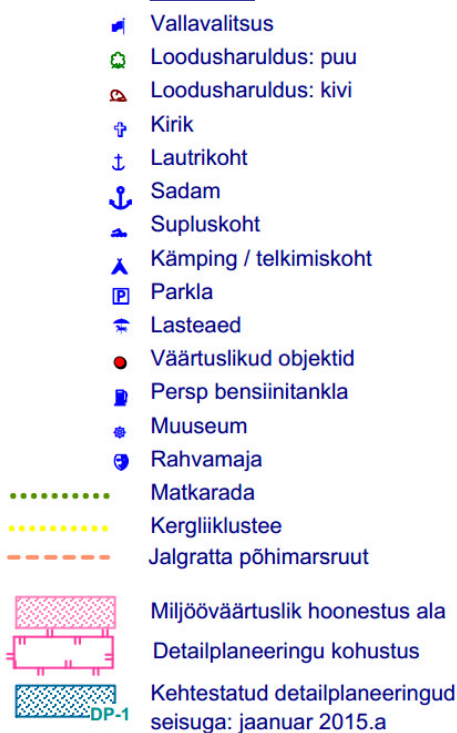 Vallavalitsus
Loodusharuldus: puu
Loodusharuldus: kivi
Kirik
Lautrikoht
Sadam
Supluskoht
Kämping / telkimiskoht
P Parkla
Lasteaed
Väärtuslikud objektid
Persp bensiinitankla
Muuseum
Rahvamaja
Matkarada
Kergliiklustee
Jalgratta põhimarsruut
Miljööväärtuslik hoonestus ala
Detailplaneeringu kohustus
Kehtestatud detailplaneeringud
DP-1 seisuga: jaanuar 2015.a